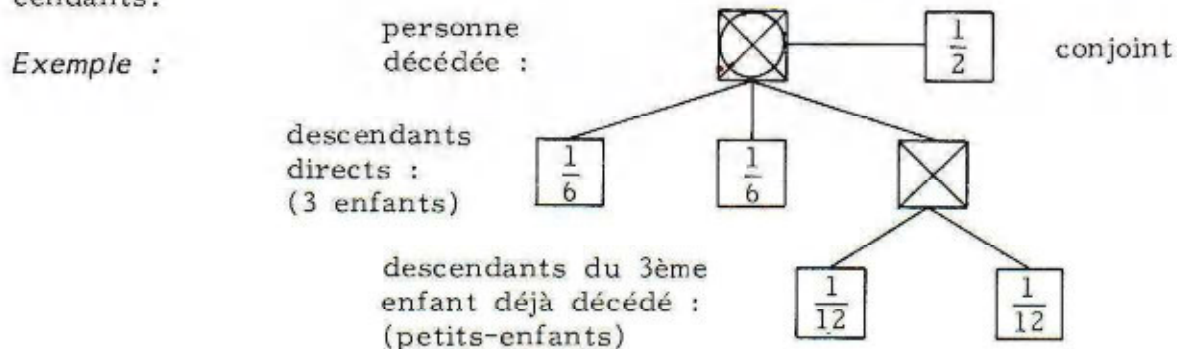 cendants.
personne
Exemple : décédée : 1/2 conjoint
descendants
directs : 1/6 1/6
(3 enfants)
descendants du 3ème
enfant déjà décédé : 1/12 1/12
(petits-enfants)